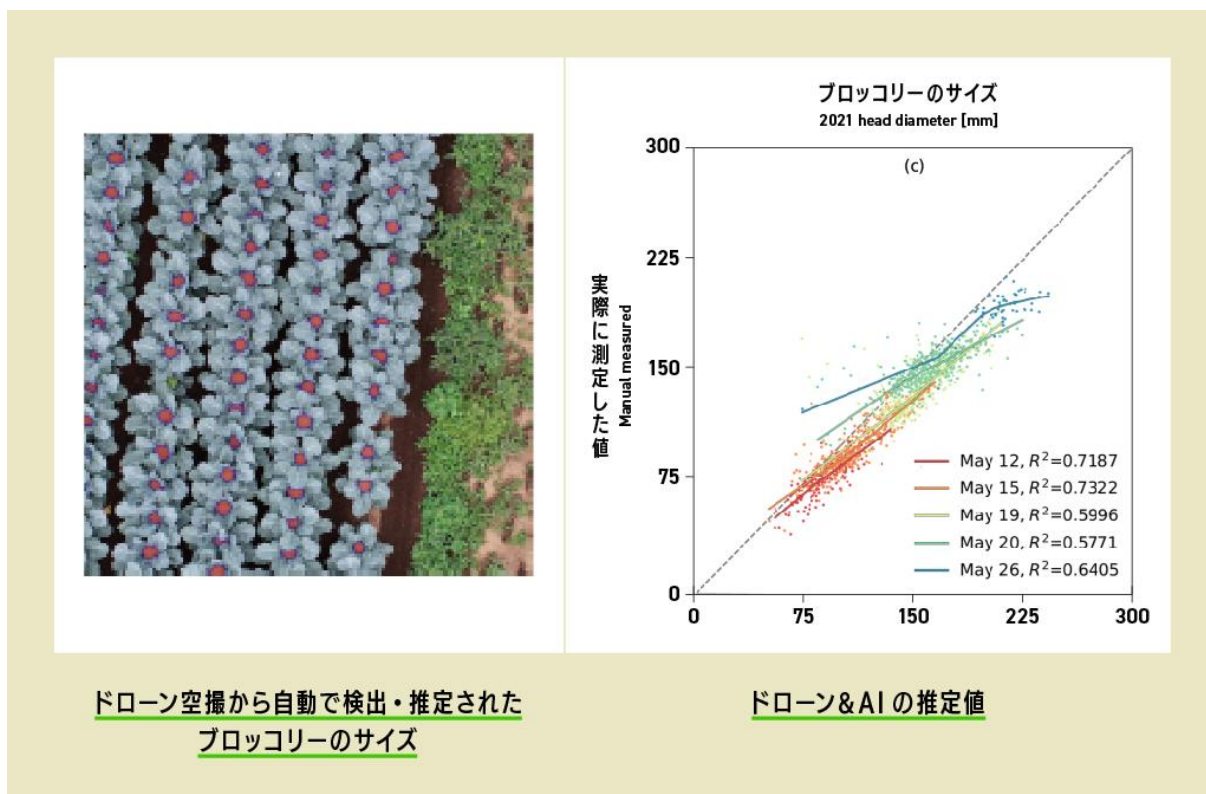 ブロッコリーのサイズ
2021 head diameter [mm]
(c)
300
225
150
75
0
実際に測定した値
Manual measured
May 12, R²=0.7187
May 15, R²=0.7322
May 19, R²=0.5996
May 20, R²=0.5771
May 26, R²=0.6405
0 75 150 225 300
ドローン空撮から自動で検出・推定された
ブロッコリーのサイズ
ドローン&AIの推定値